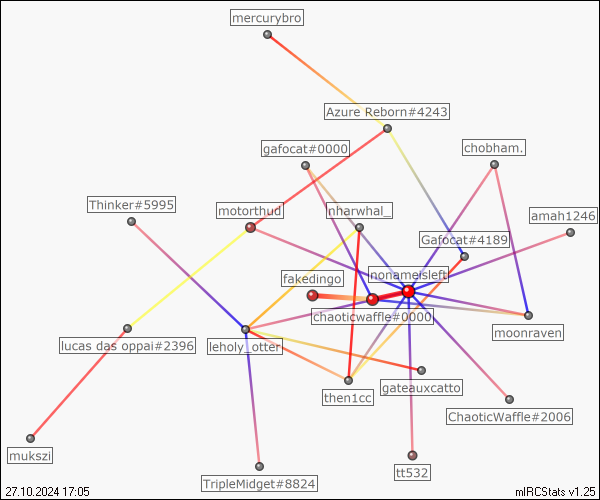 mercurybro
Azure Reborn#4243
gafocat#0000
chobham.
Thinker#5995
motorthud
nharwhal_
amah1246
Gafocat#4189
nonameisleft
fakedingo
chaoticwaffle#0000
moonraven
lucas das oppai#2396
leholy_otter
gateauxcatto
then1cc
ChaoticWaffle#2006
mukszi
tt532
TripleMidget#8824
27.10.2024 17:05
mIRCStats v1.25